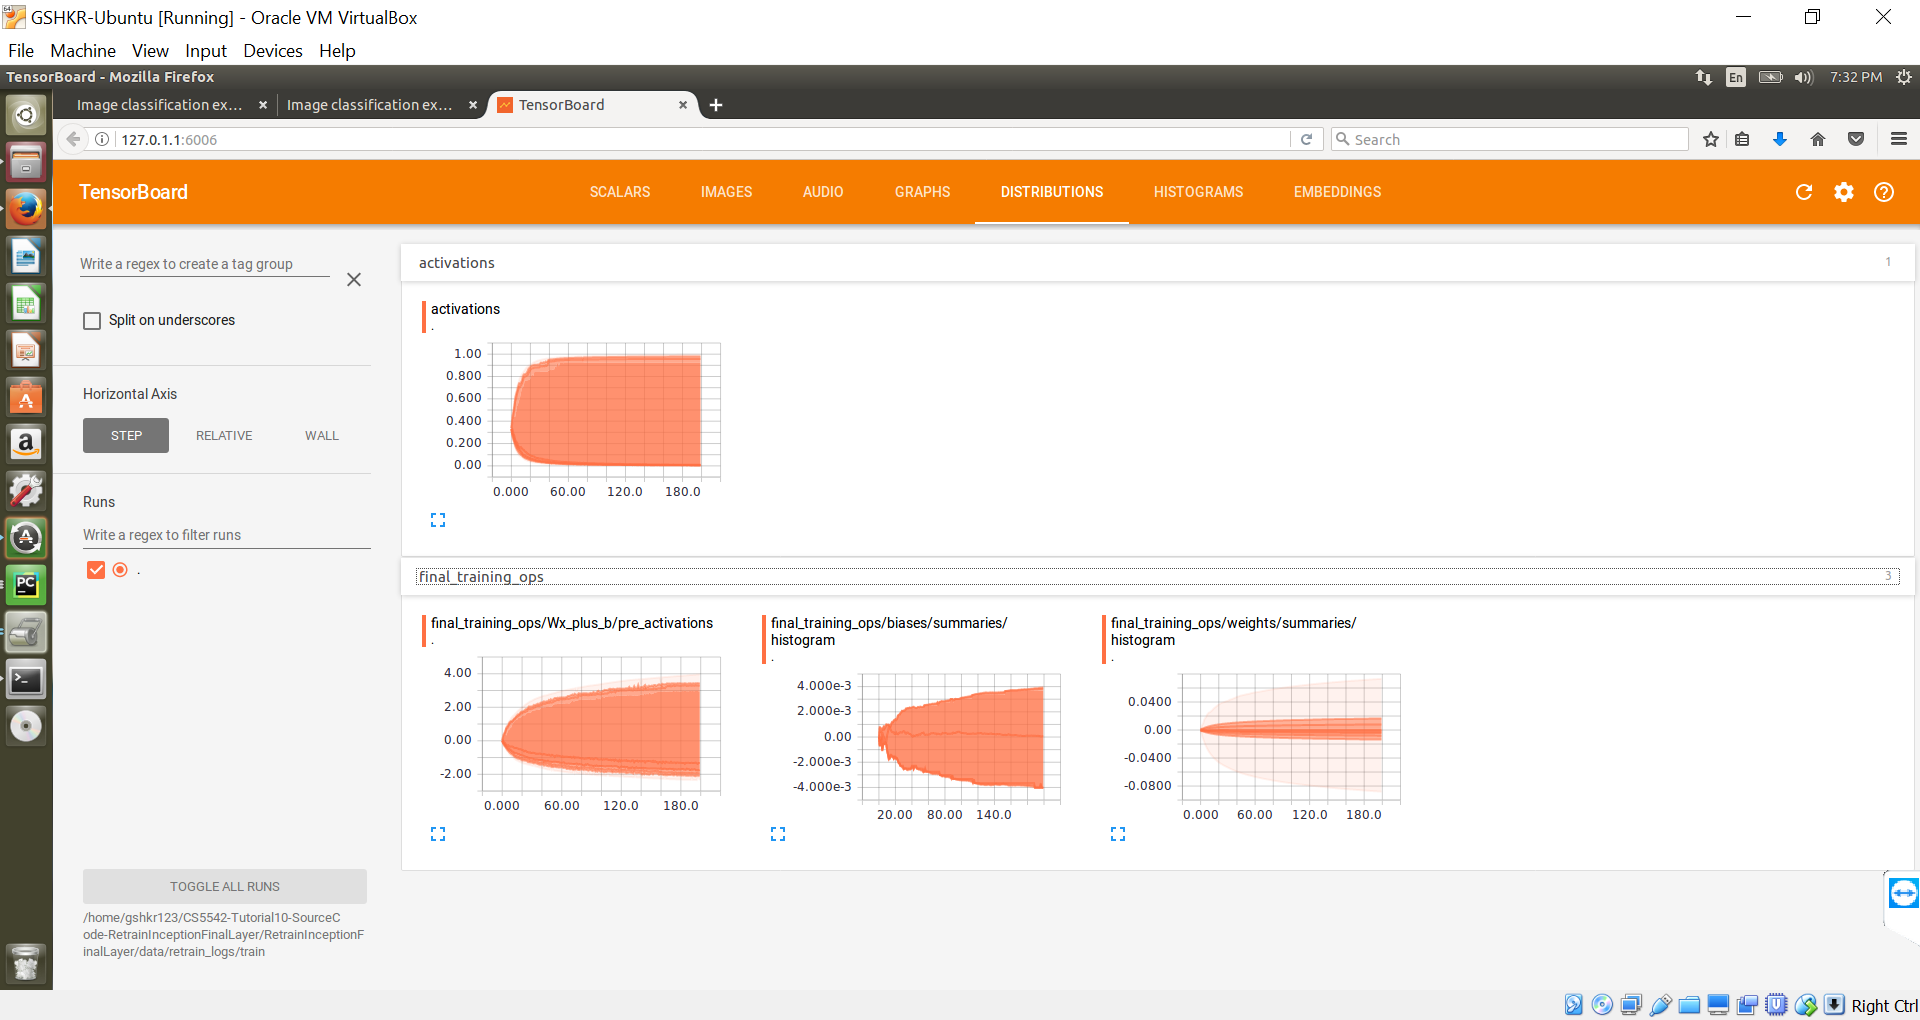 GSHKR-Ubuntu [Running] - Oracle VM VirtualBox
File Machine View Input Devices Help
TensorBoard - Mozilla Firefox
En
7:32 PM
Image classification ex...
Image classification ex...
TensorBoard
127.0.1.1:6006
Search
TensorBoard
SCALARS IMAGES AUDIO GRAPHS DISTRIBUTIONS HISTOGRAMS EMBEDDINGS
Write a regex to create a tag group
Split on underscores
Horizontal Axis
STEP RELATIVE WALL
Runs
Write a regex to filter runs
.
TOGGLE ALL RUNS
/home/gshkr123/CS5542-Tutorial10-SourceC
ode-RetrainInceptionFinalLayer/RetrainInceptionF
inalLayer/data/retrain_logs/train
activations 1
activations
.
1.00
0.800
0.600
0.400
0.200
0.00
0.000 60.00 120.0 180.0
final_training_ops 3
final_training_ops/Wx_plus_b/pre_activations
.
4.00
2.00
0.00
-2.00
0.000 60.00 120.0 180.0
final_training_ops/biases/summaries/
histogram
.
4.000e-3
2.000e-3
0.00
-2.000e-3
-4.000e-3
20.00 80.00 140.0
final_training_ops/weights/summaries/
histogram
.
0.0400
0.00
-0.0400
-0.0800
0.000 60.00 120.0 180.0
PC
Right Ctrl